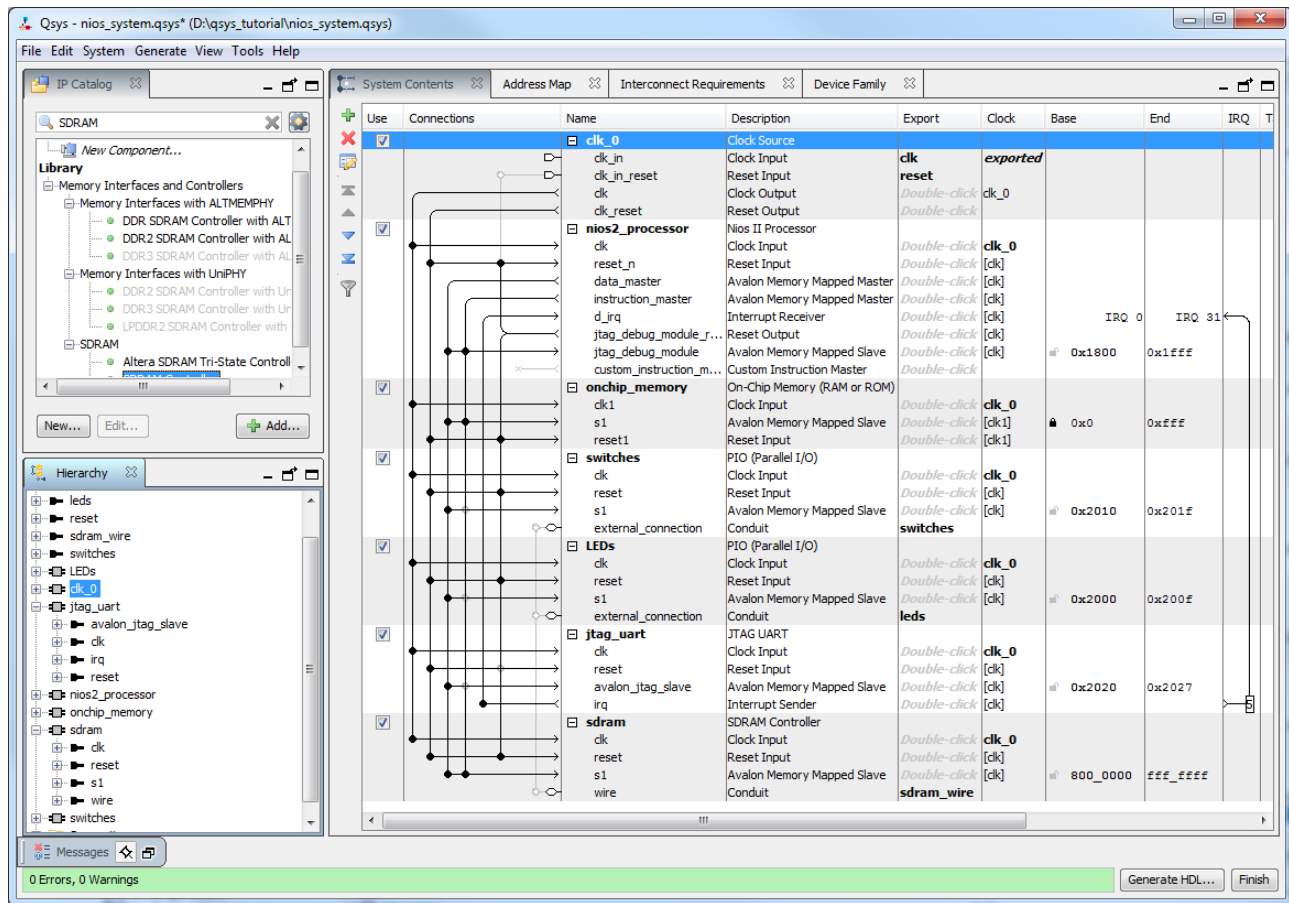 Qsys - nios_system.qsys* (D:\qsys_tutorial\nios_system.qsys)
File Edit System Generate View Tools Help
IP Catalog
SDRAM
New Component...
Library
Memory Interfaces and Controllers
Memory Interfaces with ALTMEMPHY
DDR SDRAM Controller with ALT
DDR2 SDRAM Controller with AL
DDR3 SDRAM Controller with AL
Memory Interfaces with UniPHY
DDR2 SDRAM Controller with Un
DDR3 SDRAM Controller with Un
LPDDR2 SDRAM Controller with
SDRAM
Altera SDRAM Tri-State Controll
New... Edit... Add...
Hierarchy
leds
reset
sdram_wire
switches
LEDs
clk_0
jtag_uart
avalon_jtag_slave
clk
irq
reset
nios2_processor
onchip_memory
sdram
clk
reset
s1
wire
switches
System Contents Address Map Interconnect Requirements Device Family
Use Connections Name Description Export Clock Base End IRQ T
clk_0 Clock Source
clk_in Clock Input clk exported
clk_in_reset Reset Input reset
clk Clock Output Double-click clk_0
clk_reset Reset Output Double-click
nios2_processor Nios II Processor
clk Clock Input Double-click clk_0
reset_n Reset Input Double-click [clk]
data_master Avalon Memory Mapped Master Double-click [clk]
instruction_master Avalon Memory Mapped Master Double-click [clk]
d_irq Interrupt Receiver Double-click [clk] IRQ 0 IRQ 31
jtag_debug_module_r... Reset Output Double-click [clk]
jtag_debug_module Avalon Memory Mapped Slave Double-click [clk] 0x1800 0x1fff
custom_instruction_m... Custom Instruction Master Double-click
onchip_memory On-Chip Memory (RAM or ROM)
clk1 Clock Input Double-click clk_0
s1 Avalon Memory Mapped Slave Double-click [clk1] 0x0 0xfff
reset1 Reset Input Double-click [clk1]
switches PIO (Parallel I/O)
clk Clock Input Double-click clk_0
reset Reset Input Double-click [clk]
s1 Avalon Memory Mapped Slave Double-click [clk] 0x2010 0x201f
external_connection Conduit switches
LEDs PIO (Parallel I/O)
clk Clock Input Double-click clk_0
reset Reset Input Double-click [clk]
s1 Avalon Memory Mapped Slave Double-click [clk] 0x2000 0x200f
external_connection Conduit leds
jtag_uart JTAG UART
clk Clock Input Double-click clk_0
reset Reset Input Double-click [clk]
avalon_jtag_slave Avalon Memory Mapped Slave Double-click [clk] 0x2020 0x2027
irq Interrupt Sender Double-click [clk] 5
sdram SDRAM Controller
clk Clock Input Double-click clk_0
reset Reset Input Double-click [clk]
s1 Avalon Memory Mapped Slave Double-click [clk] 800_0000 fff_ffff
wire Conduit sdram_wire
Messages
0 Errors, 0 Warnings
Generate HDL... Finish